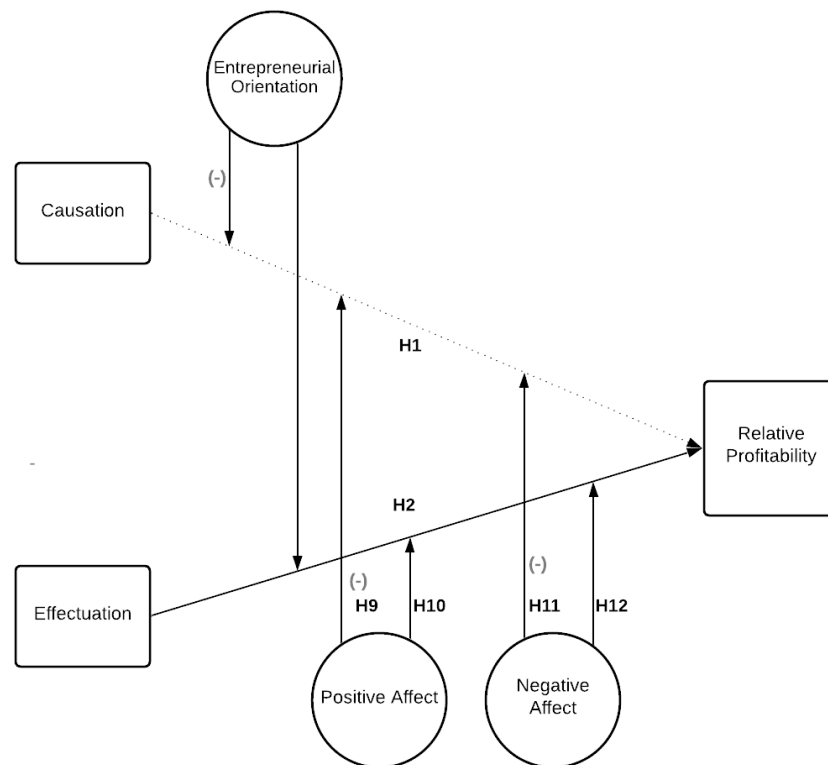 Entrepreneurial
Orientation
(-)
Causation
H1
Relative
Profitability
-
H2
(-)
(-)
Effectuation
H9
H10
H11
H12
Positive Affect
Negative
Affect